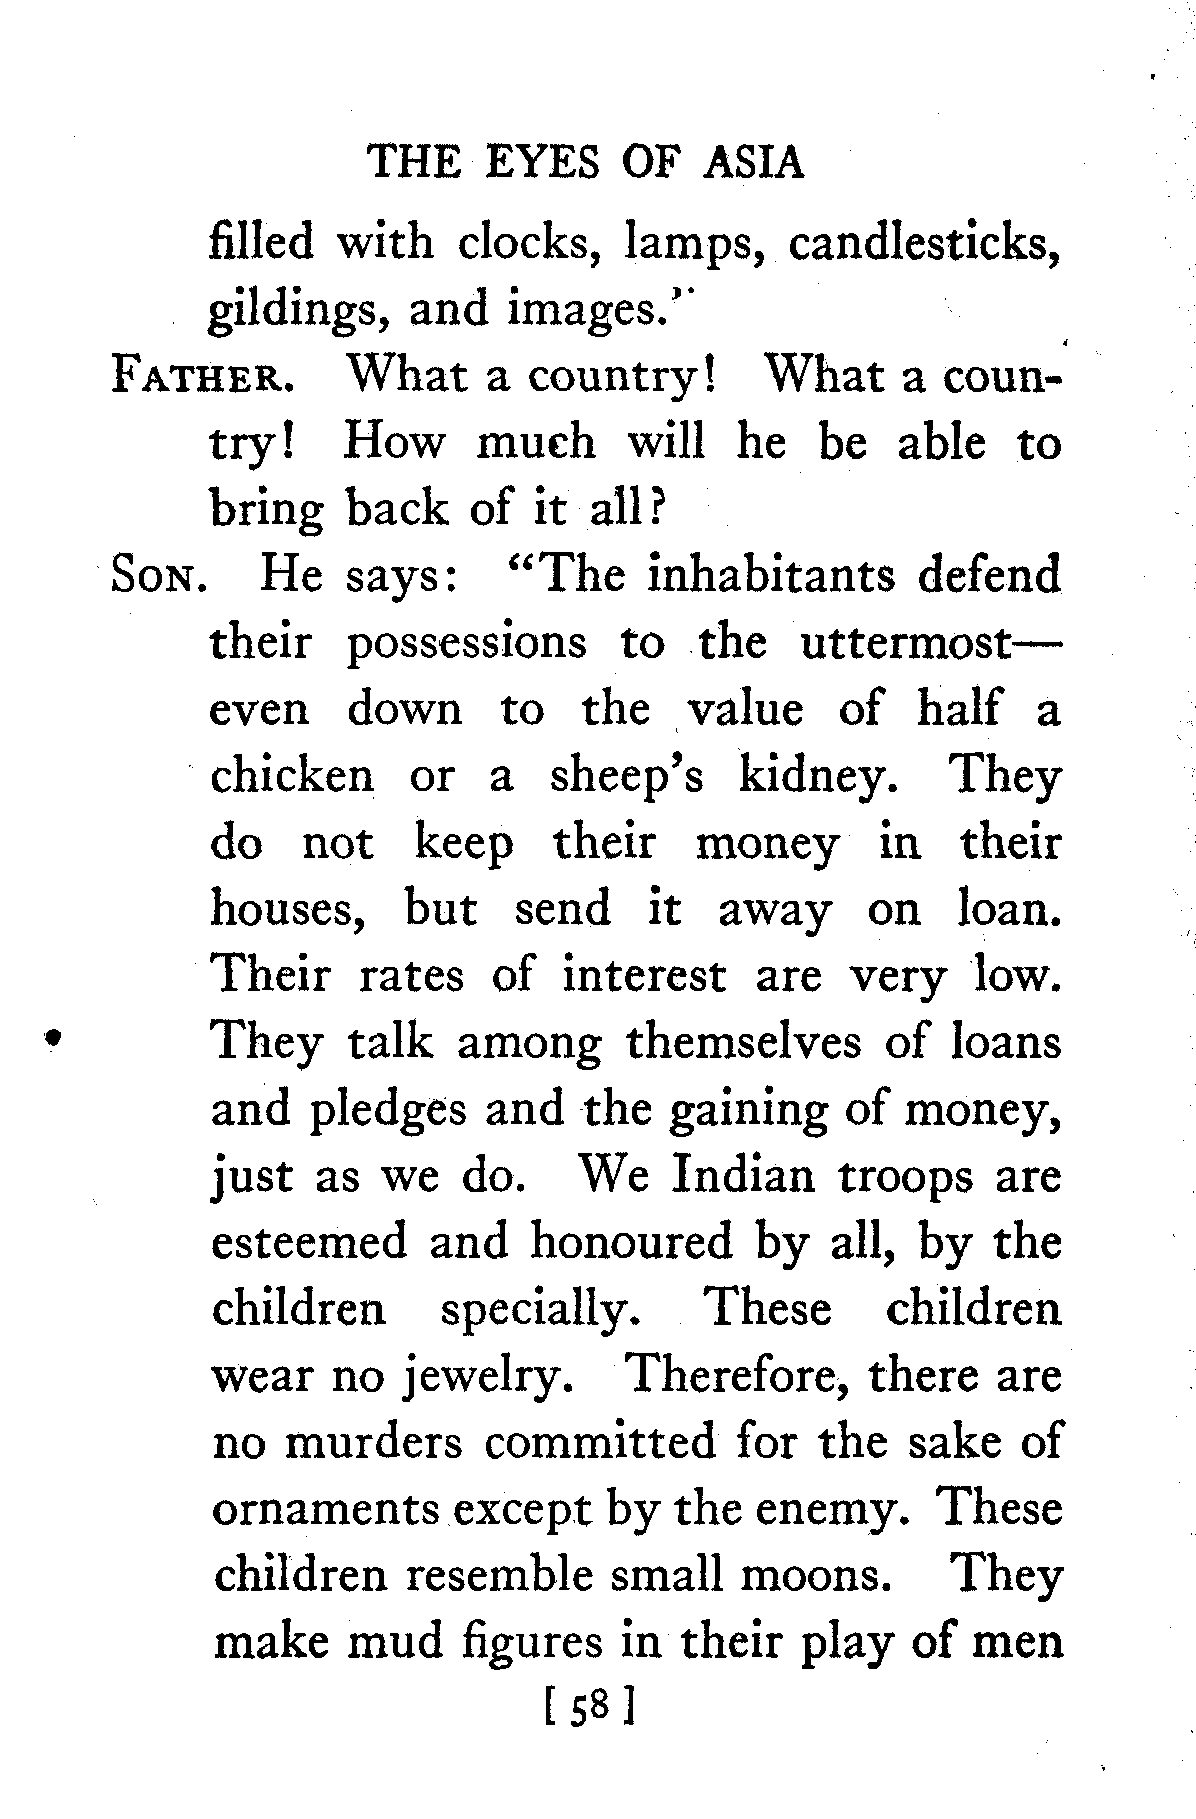 THE EYES OF ASIA
filled with clocks, lamps, candlesticks,
gildings, and images."
FATHER. What a country! What a coun-
try! How much will he be able to
bring back of it all?
SON. He says: "The inhabitants defend
their possessions to the uttermost—
even down to the value of half a
chicken or a sheep's kidney. They
do not keep their money in their
houses, but send it away on loan.
Their rates of interest are very low.
They talk among themselves of loans
and pledges and the gaining of money,
just as we do. We Indian troops are
esteemed and honoured by all, by the
children specially. These children
wear no jewelry. Therefore, there are
no murders committed for the sake of
ornaments except by the enemy. These
children resemble small moons. They
make mud figures in their play of men
[ 58 ]